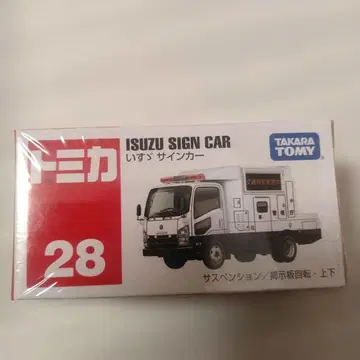 トミカ
28
ISUZU SIGN CAR
いすゞ サインカー
TAKARA
TOMY
サスペンション/掲示板回転・上下